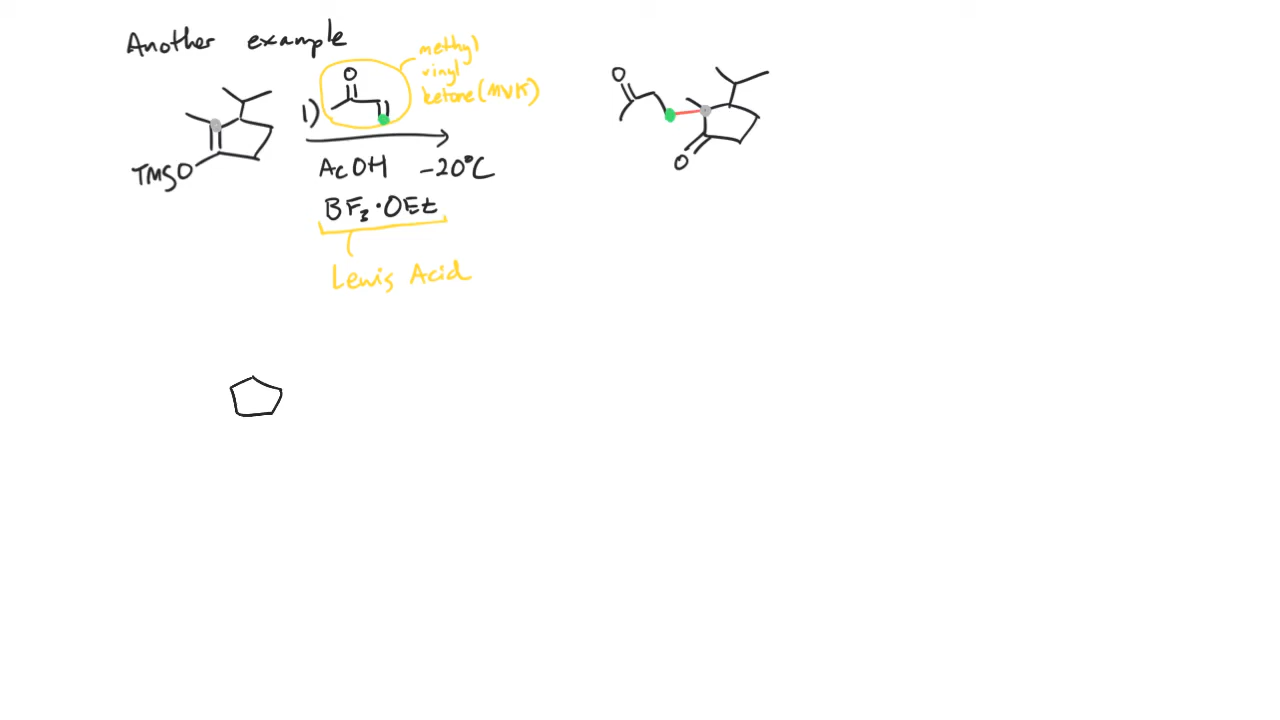 Another example
methyl
vinyl
ketone (MVK)
O
1)
TMSO
AcOH -20°C
BF₃·OEt
Lewis Acid
O
O